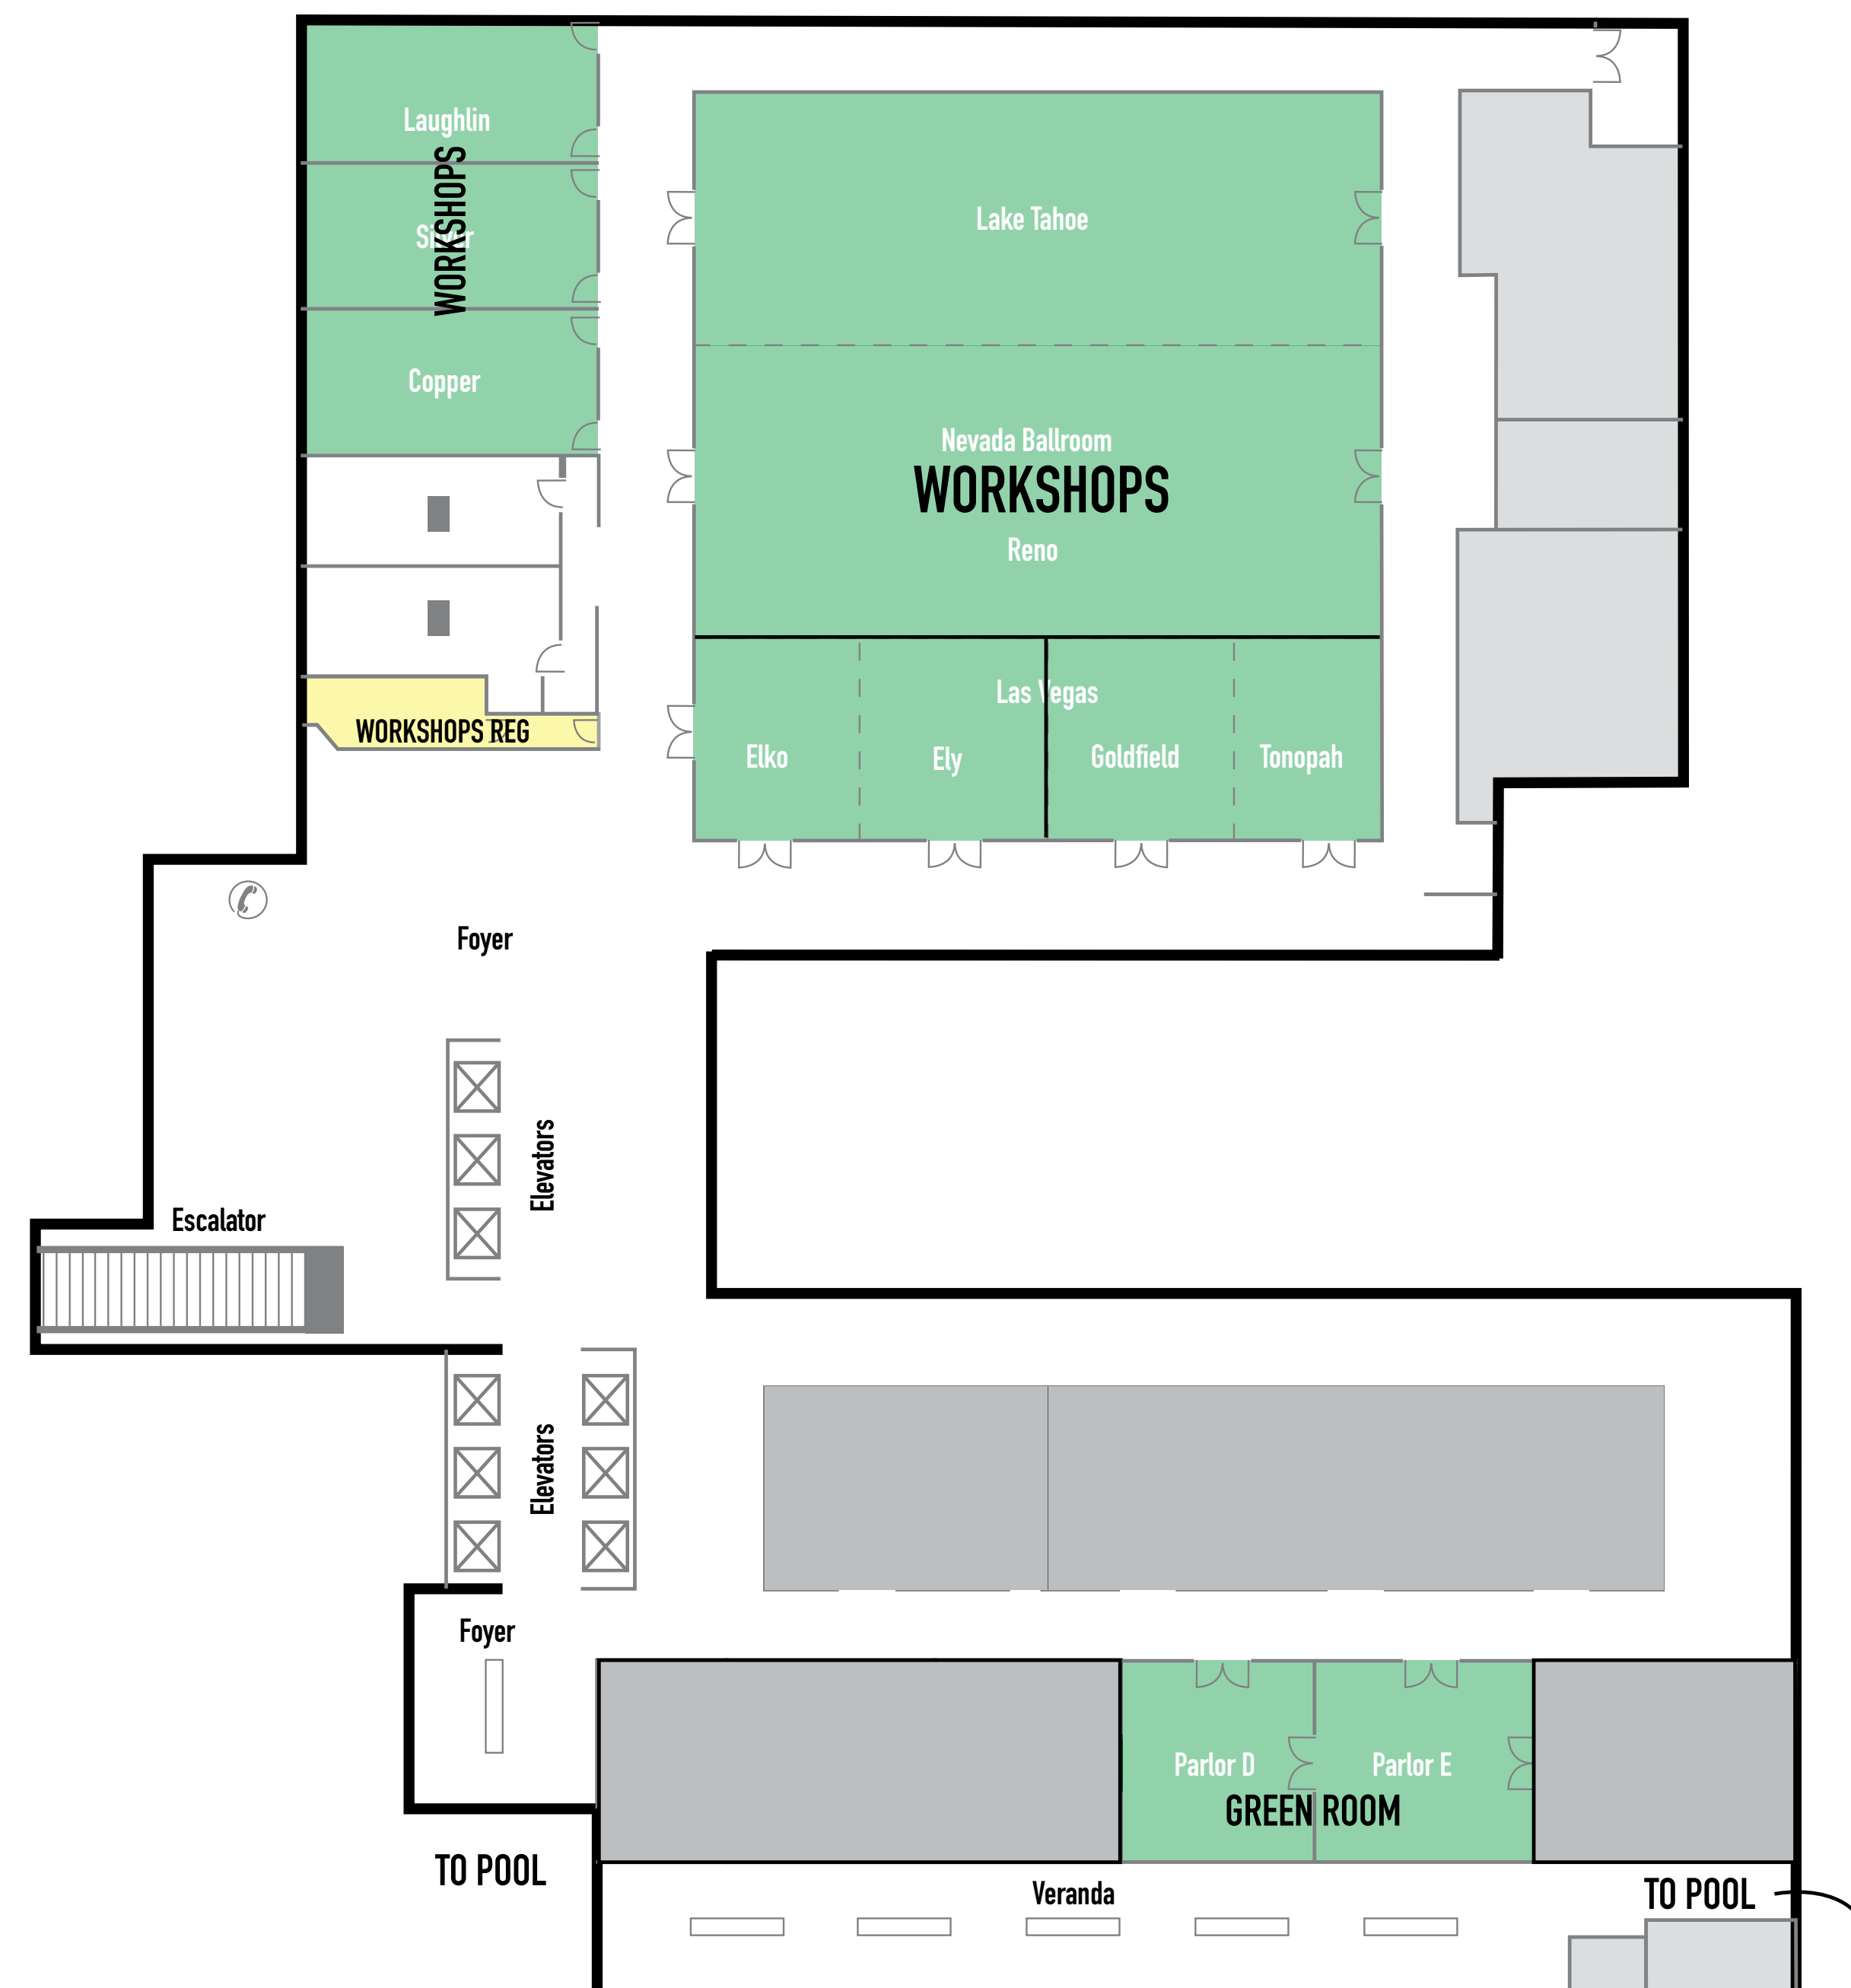 Laughlin
WORKSHOPS
Silver
Copper
Lake Tahoe
Nevada Ballroom
WORKSHOPS
Reno
WORKSHOPS REG
Las Vegas
Elko
Ely
Goldfield
Tonopah
Foyer
Elevators
Escalator
Elevators
Foyer
Parlor D
Parlor E
GREEN ROOM
TO POOL
Veranda
TO POOL